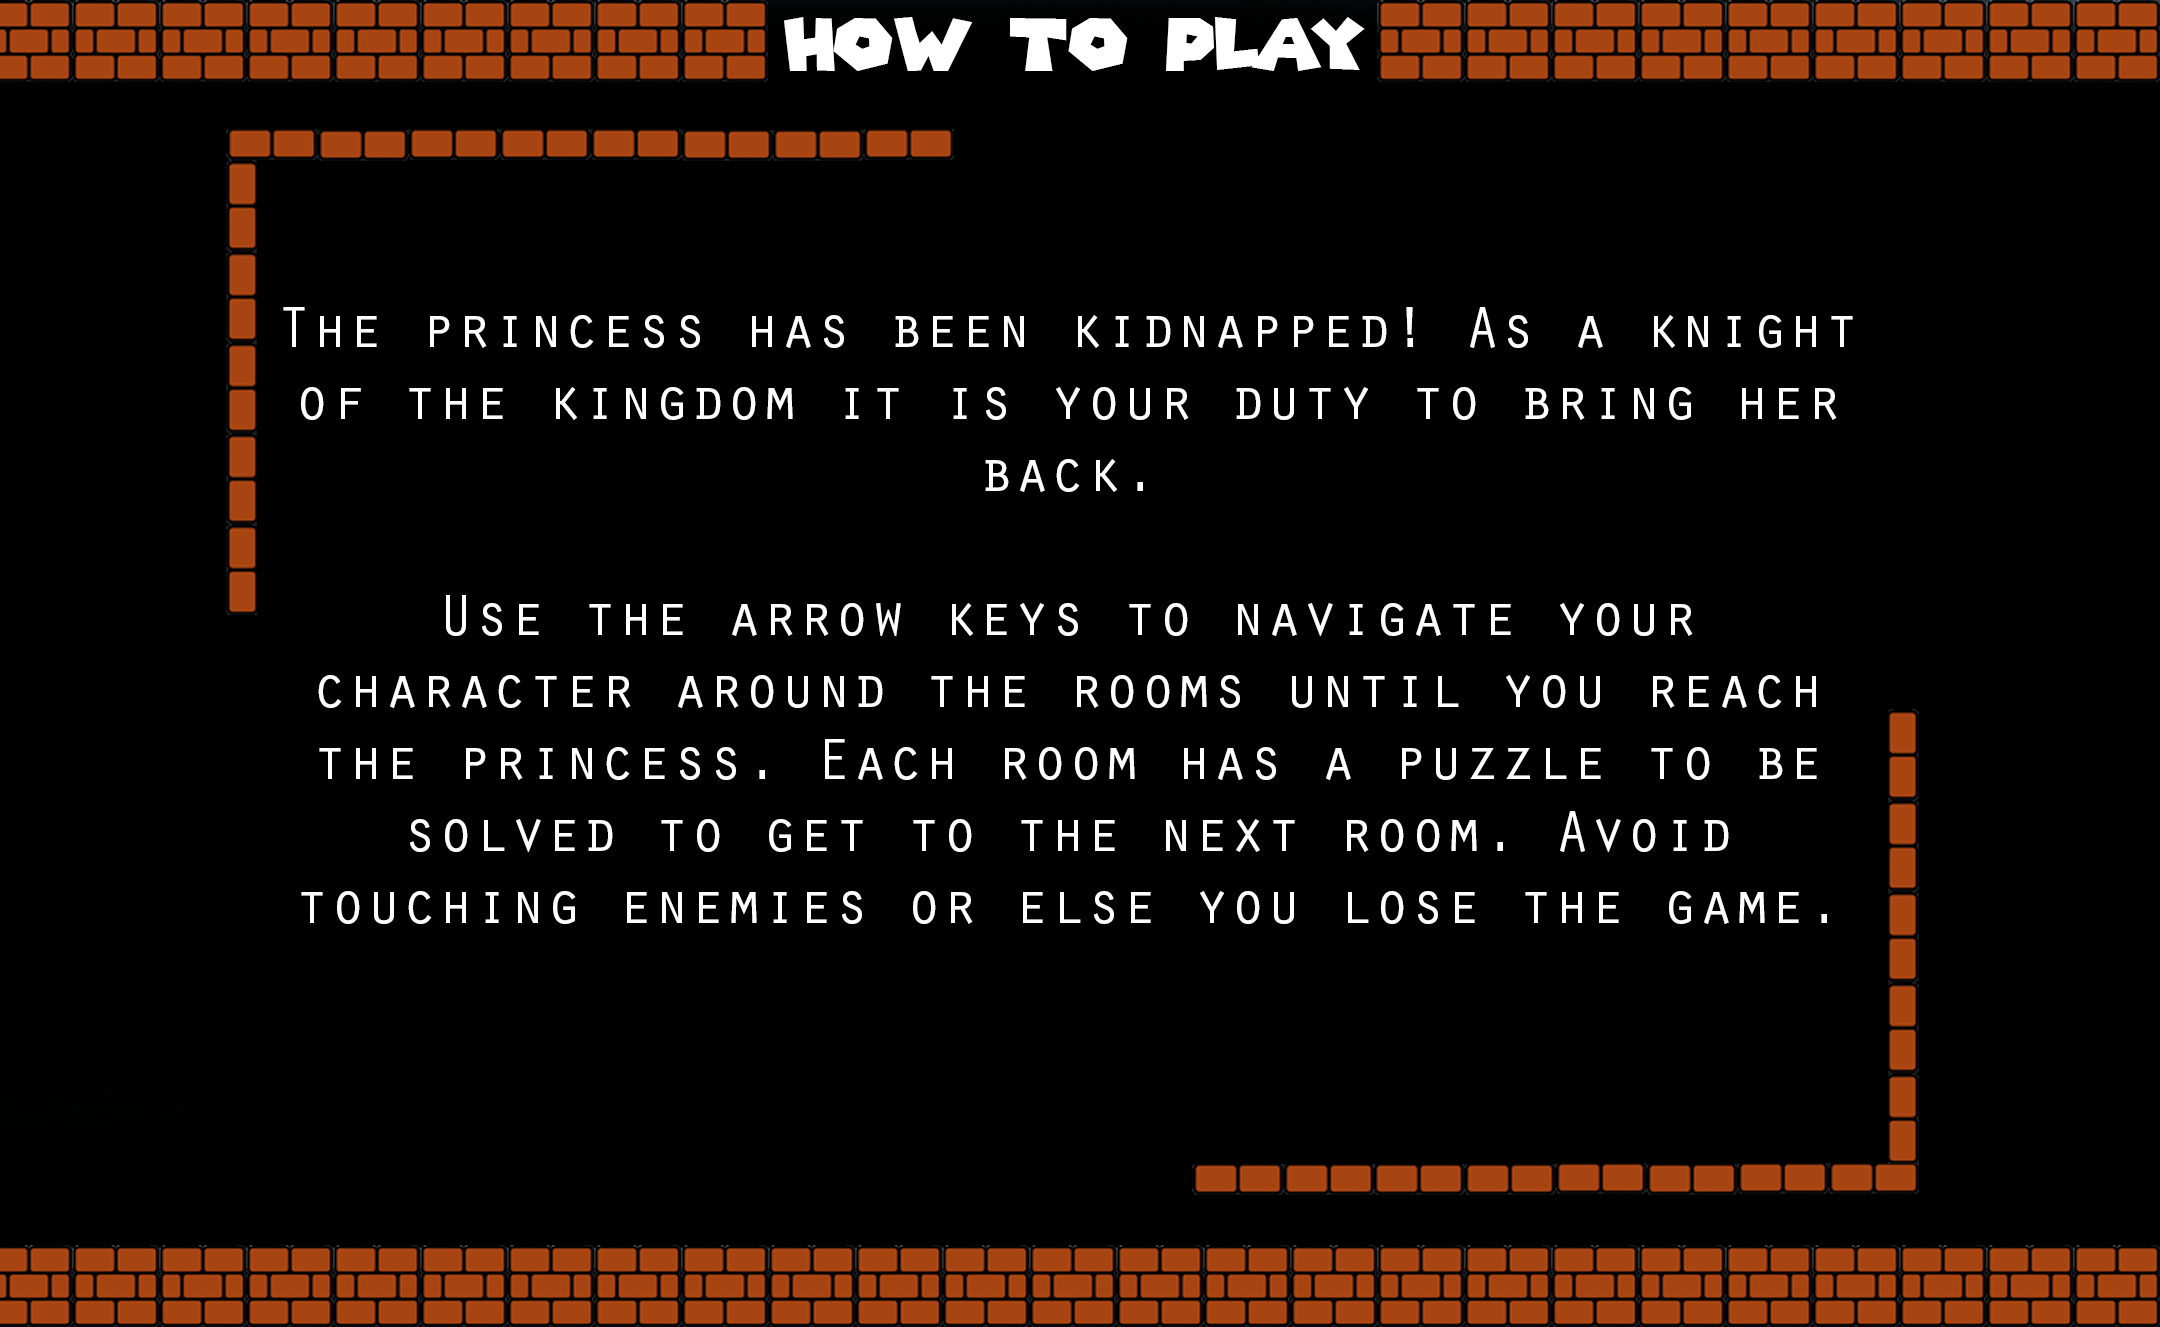 HOW TO PLAY
The princess has been kidnapped! As a knight
of the kingdom it is your duty to bring her
back.
Use the arrow keys to navigate your
character around the rooms until you reach
the princess. Each room has a puzzle to be
solved to get to the next room. Avoid
touching enemies or else you lose the game.